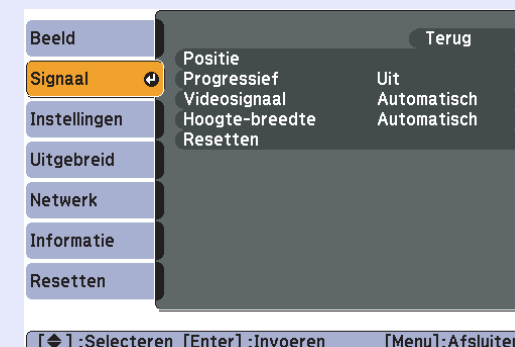 Beeld
Signaal
Instellingen
Uitgebreid
Netwerk
Informatie
Resetten
Terug
Positie
Progressief Uit
Videosignaal Automatisch
Hoogte-breedte Automatisch
Resetten
[◆] :Selecteren [Enter] :Invoeren [Menu]:Afsluiten